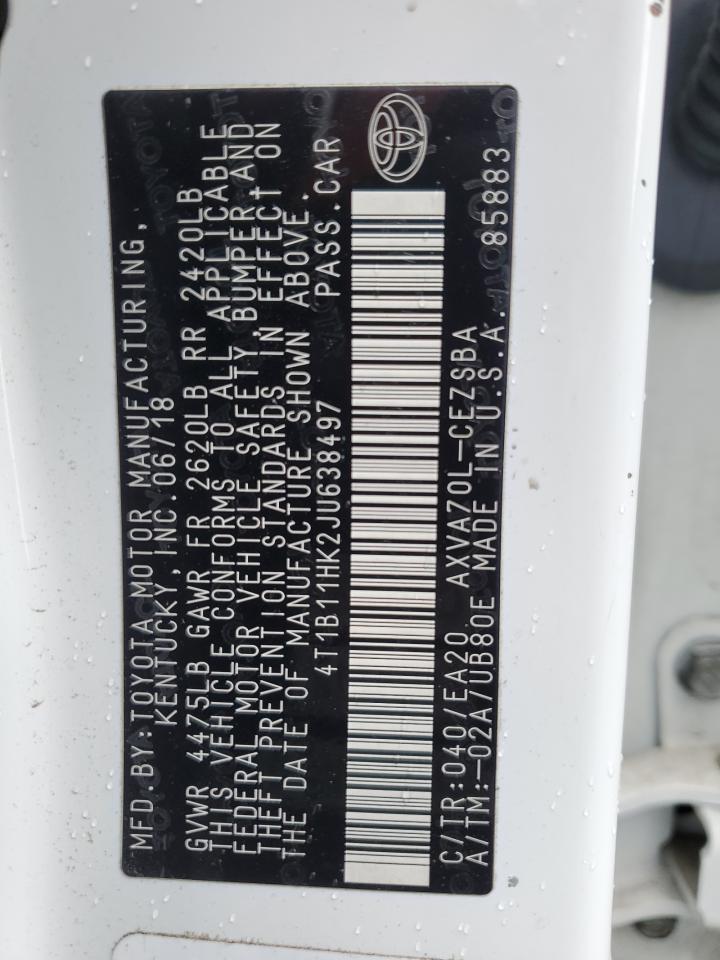 MFD.BY:TOYOTA MOTOR MANUFACTURING,
KENTUCKY,INC.06/18
GVWR 4475LB GAWR FR 2620LB RR 2420LB
THIS VEHICLE CONFORMS TO ALL APPLICABLE
FEDERAL MOTOR VEHICLE SAFETY,BUMPER,AND
THEFT PREVENTION STANDARDS IN EFFECT ON
THE DATE OF MANUFACTURE SHOWN ABOVE.
4T1B11HK2JU638497 PASS.CAR
C/TR:040/EA20 AXVA70L-CEZSBA
A/TM:-02A/UB80E MADE IN U.S.A. 85883